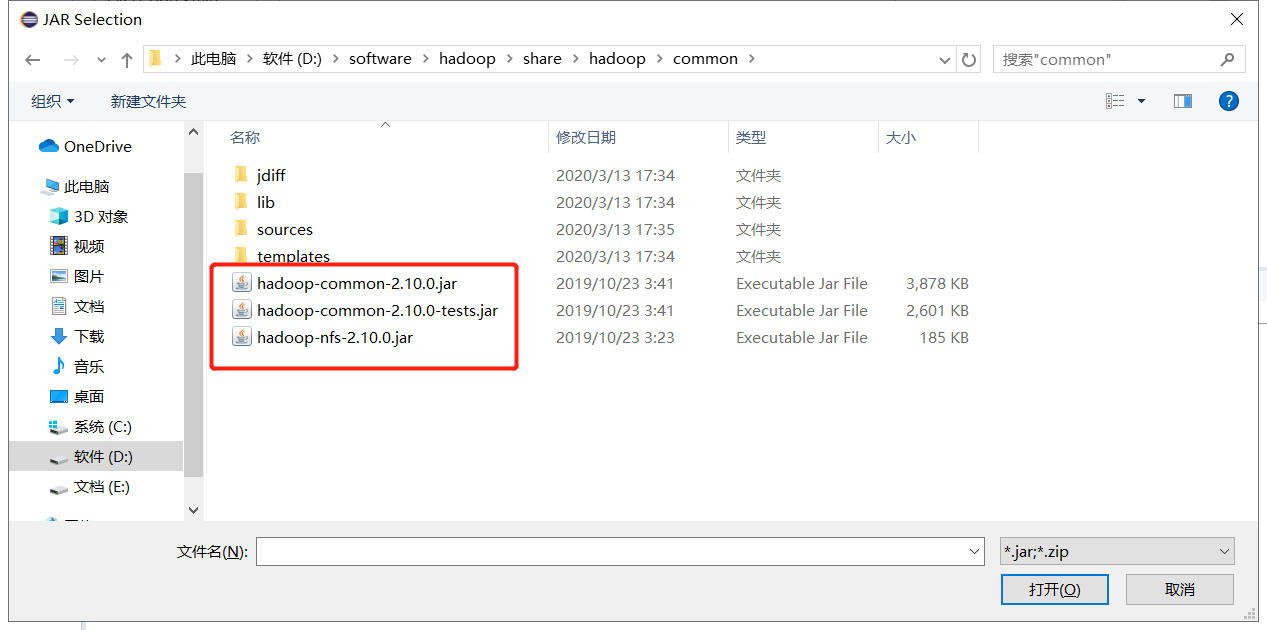 JAR Selection
此电脑 软件 (D:) software hadoop share hadoop common 搜索"common"
组织 新建文件夹 ?
名称 修改日期 类型 大小
OneDrive
此电脑
3D 对象
视频
图片
文档
下载
音乐
桌面
系统 (C:)
软件 (D:)
文档 (E:)
jdiff 2020/3/13 17:34 文件夹
lib 2020/3/13 17:34 文件夹
sources 2020/3/13 17:35 文件夹
templates 2020/3/13 17:34 文件夹
hadoop-common-2.10.0.jar 2019/10/23 3:41 Executable Jar File 3,878 KB
hadoop-common-2.10.0-tests.jar 2019/10/23 3:41 Executable Jar File 2,601 KB
hadoop-nfs-2.10.0.jar 2019/10/23 3:23 Executable Jar File 185 KB
文件名(N): *.jar;*.zip
打开(O) 取消